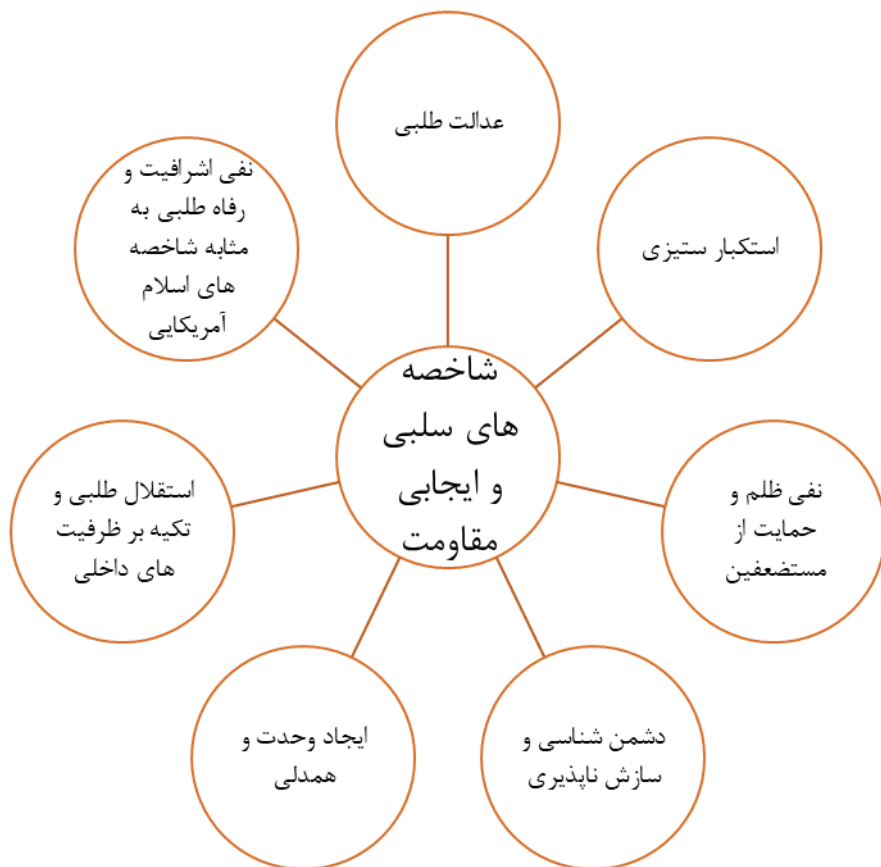 شاخصه
های سلبی
و ایجابی
مقاومت
عدالت طلبی
استکبار ستیزی
نفی ظلم و
حمایت از
مستضعفین
دشمن شناسی و
سازش ناپذیری
ایجاد وحدت و
همدلی
استقلال طلبی و
تکیه بر ظرفیت
های داخلی
نفی اشرافیت و
رفاه طلبی به
مثابه شاخصه
های اسلام
آمریکایی